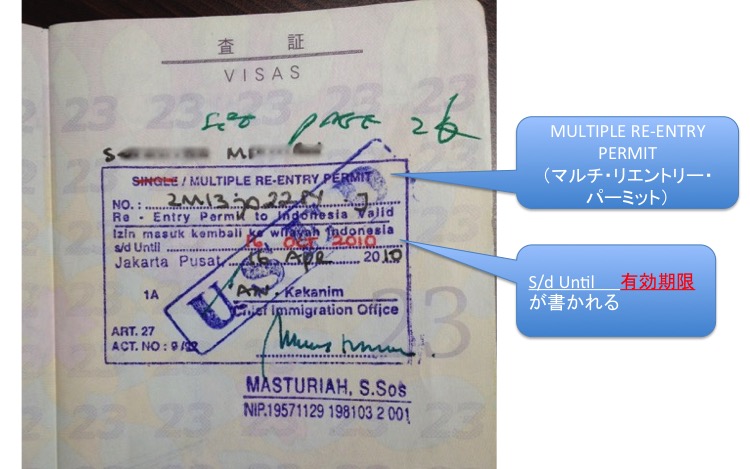 査 証
VISAS
See PAGE 26
SINGLE / MULTIPLE RE-ENTRY PERMIT
NO. :
Re - Entry Permit to Indonesia Valid
Izin masuk kembali ke wilayah Indonesia
s/d Until 16 OCT 2010
Jakarta Pusat, 16 APR 2010
USED
1A AN. Kakanim
Chief Immigration Office
ART. 27
ACT. NO : 9/92
MASTURIAH, S.Sos
NIP.19571129 198103 2 001
MULTIPLE RE-ENTRY
PERMIT
(マルチ・リエントリー・
パーミット)
S/d Until 有効期限
が書かれる